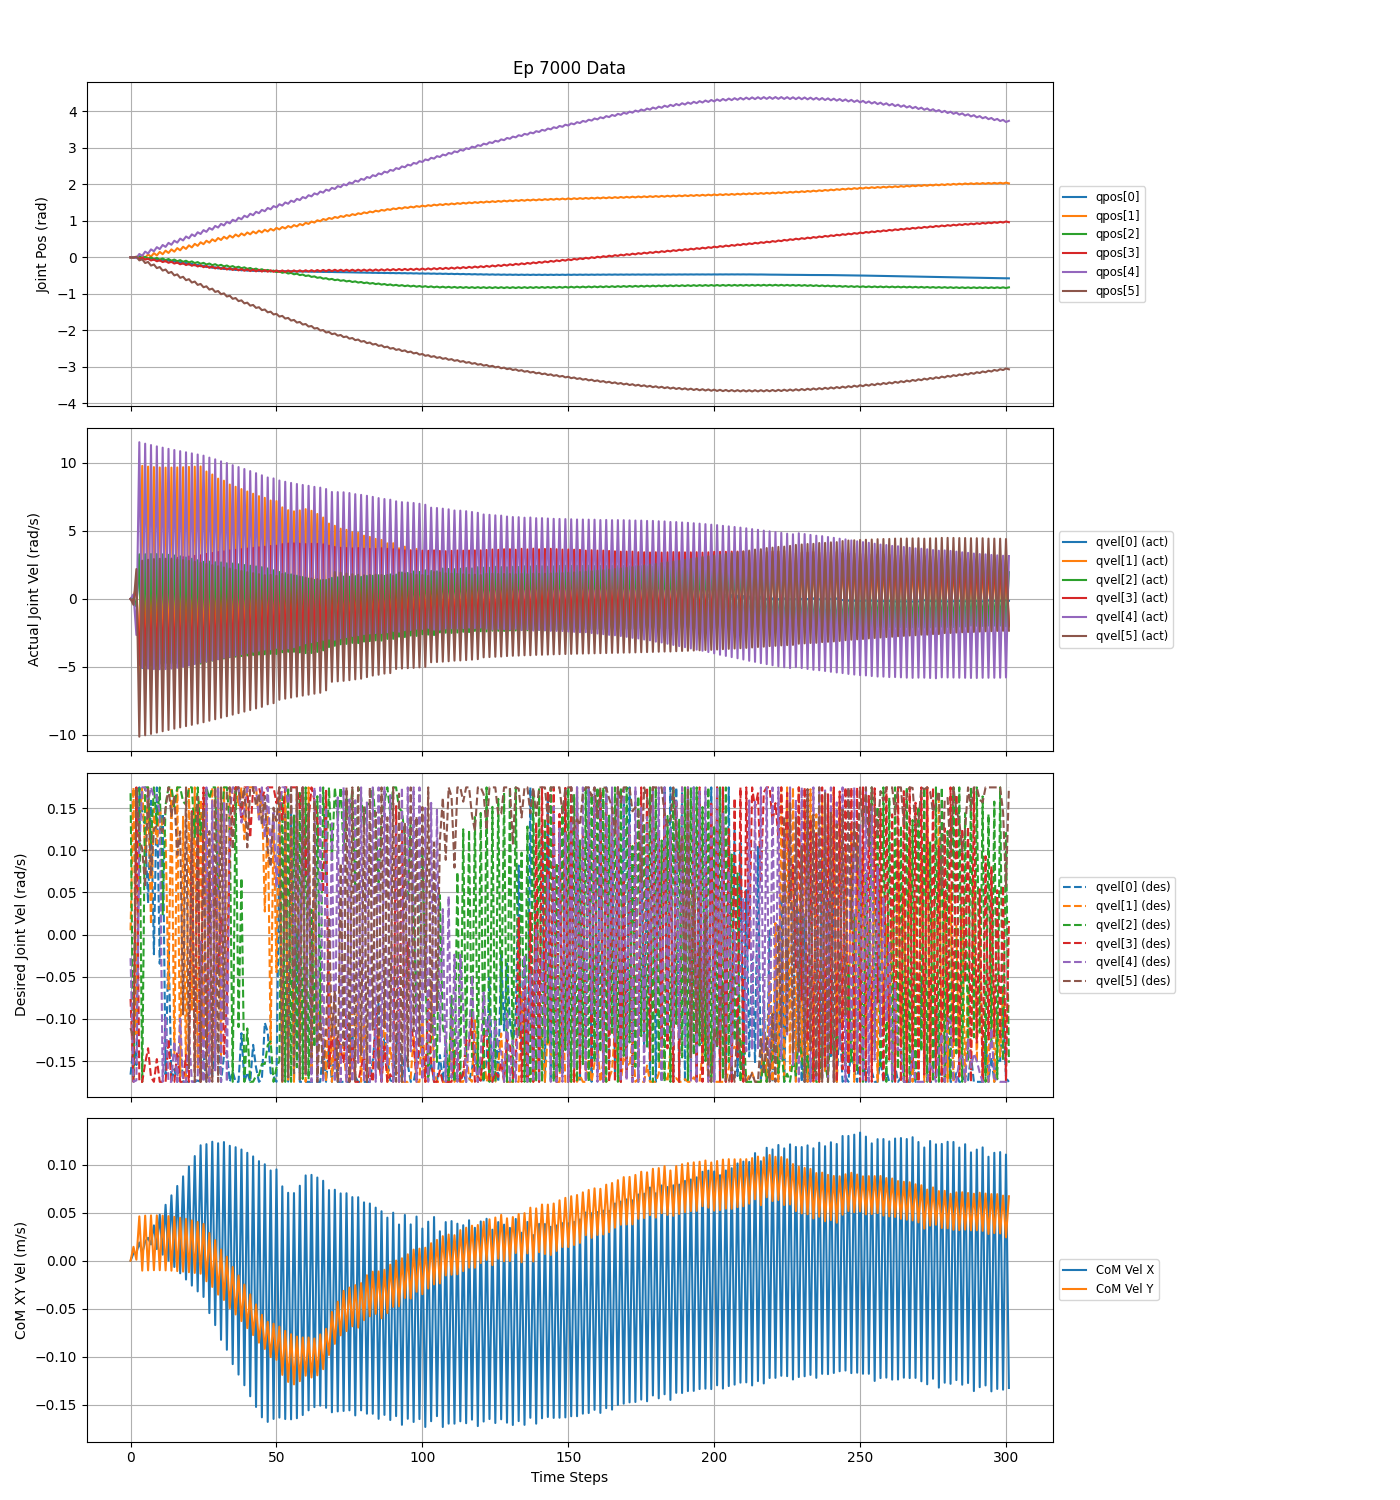 Ep 7000 Data
Joint Pos (rad)
4
3
2
1
0
−1
−2
−3
−4
qpos[0]
qpos[1]
qpos[2]
qpos[3]
qpos[4]
qpos[5]
Actual Joint Vel (rad/s)
10
5
0
−5
−10
qvel[0] (act)
qvel[1] (act)
qvel[2] (act)
qvel[3] (act)
qvel[4] (act)
qvel[5] (act)
Desired Joint Vel (rad/s)
0.15
0.10
0.05
0.00
−0.05
−0.10
−0.15
qvel[0] (des)
qvel[1] (des)
qvel[2] (des)
qvel[3] (des)
qvel[4] (des)
qvel[5] (des)
CoM XY Vel (m/s)
0.10
0.05
0.00
−0.05
−0.10
−0.15
CoM Vel X
CoM Vel Y
0 50 100 150 200 250 300
Time Steps